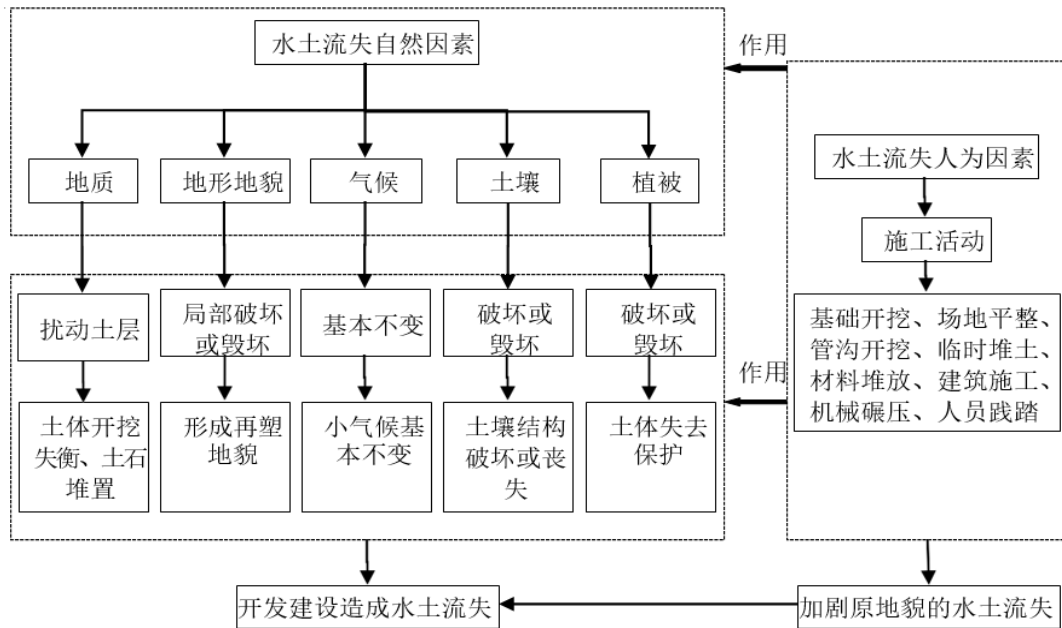 水土流失自然因素
作用
水土流失人为因素
地质
地形地貌
气候
土壤
植被
施工活动
扰动土层
局部破坏
或毁坏
基本不变
破坏或
毁坏
破坏或
毁坏
作用
基础开挖、场地平整、
管沟开挖、临时堆土、
材料堆放、建筑施工、
机械碾压、人员践踏
土体开挖
失衡、土石
堆置
形成再塑
地貌
小气候基
本不变
土壤结构
破坏或丧
失
土体失去
保护
开发建设造成水土流失
加剧原地貌的水土流失